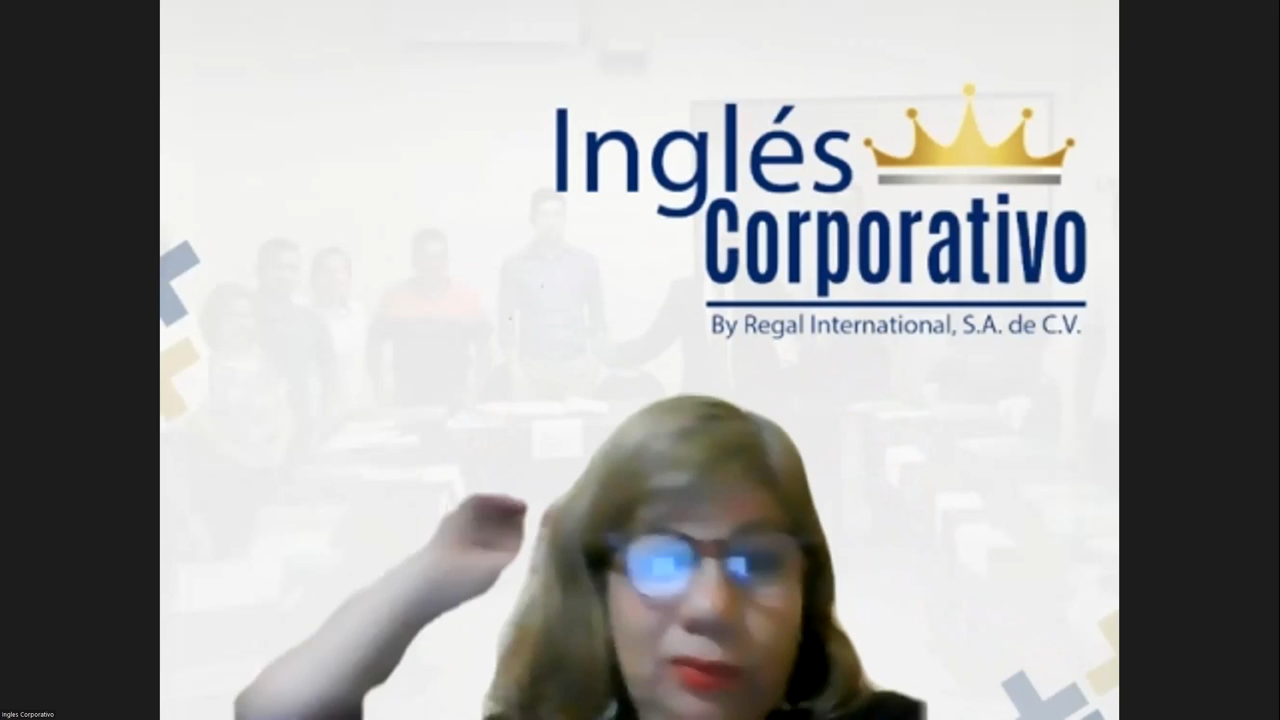 Inglés
Corporativo
By Regal International, S.A. de C.V.
Ingles Corporativo